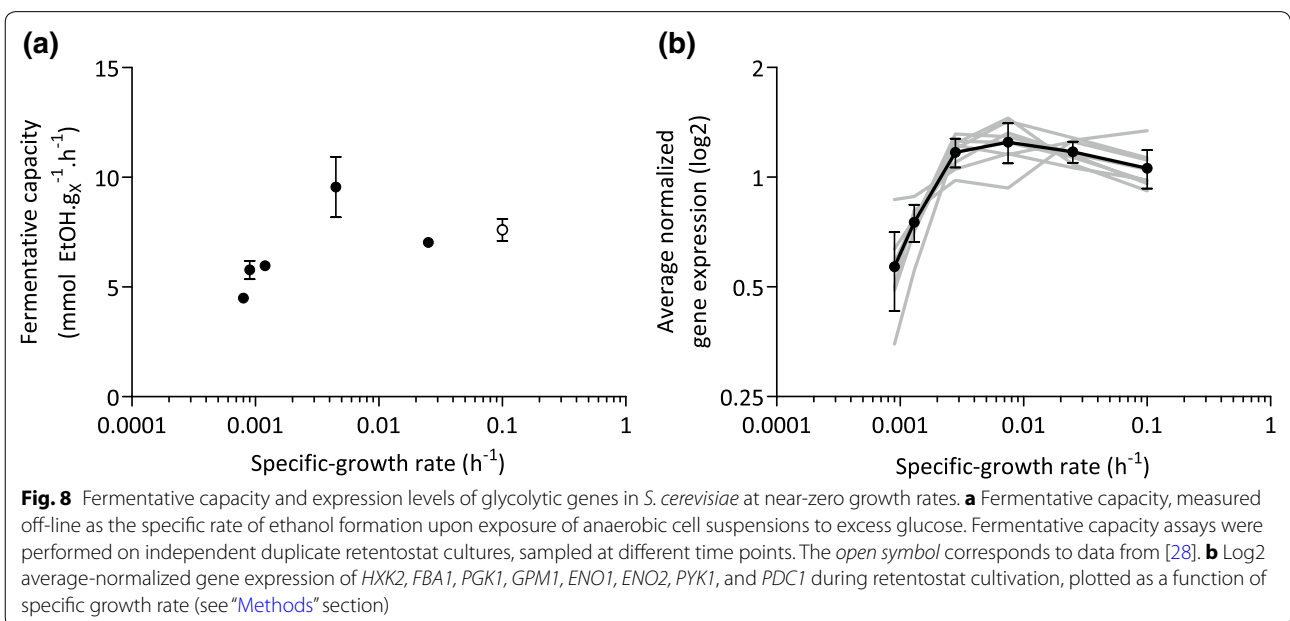 (a)
Fermentative capacity
(mmol EtOH.gX-1.h-1)
15
10
5
0
0.0001 0.001 0.01 0.1 1
Specific-growth rate (h-1)
(b)
Average normalized
gene expression (log2)
2
1
0.5
0.25
0.0001 0.001 0.01 0.1 1
Specific-growth rate (h-1)
Fig. 8 Fermentative capacity and expression levels of glycolytic genes in S. cerevisiae at near-zero growth rates. a Fermentative capacity, measured
off-line as the specific rate of ethanol formation upon exposure of anaerobic cell suspensions to excess glucose. Fermentative capacity assays were
performed on independent duplicate retentostat cultures, sampled at different time points. The open symbol corresponds to data from [28]. b Log2
average-normalized gene expression of HXK2, FBA1, PGK1, GPM1, ENO1, ENO2, PYK1, and PDC1 during retentostat cultivation, plotted as a function of
specific growth rate (see “Methods” section)